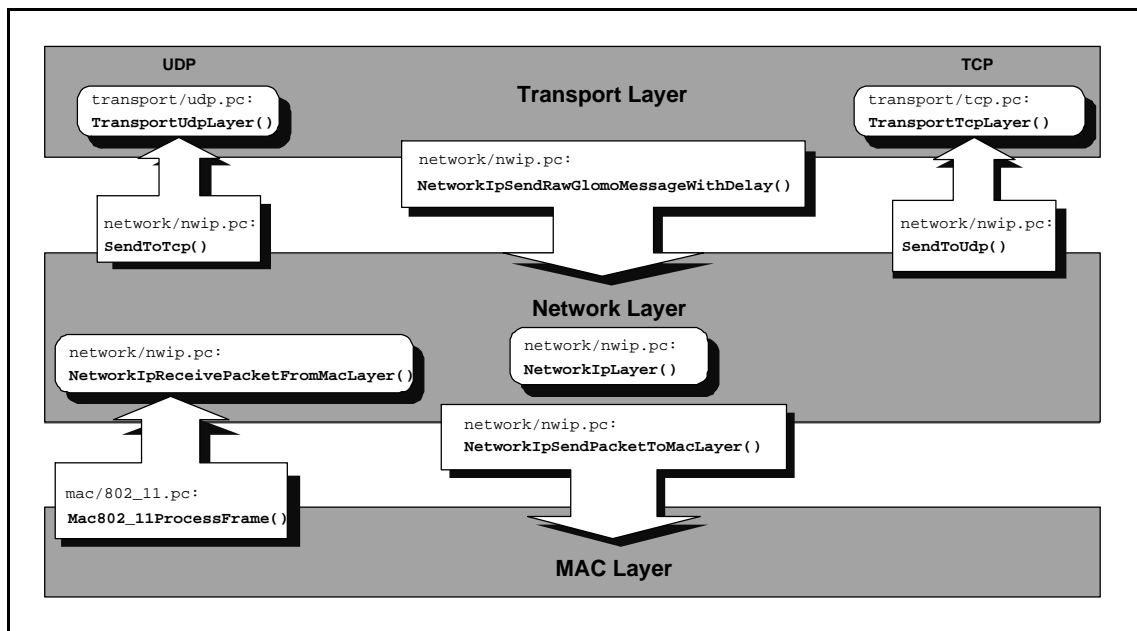 UDP
TCP
Transport Layer
transport/udp.pc:
TransportUdpLayer()
transport/tcp.pc:
TransportTcpLayer()
network/nwip.pc:
NetworkIpSendRawGlomoMessageWithDelay()
network/nwip.pc:
SendToTcp()
network/nwip.pc:
SendToUdp()
Network Layer
network/nwip.pc:
NetworkIpReceivePacketFromMacLayer()
network/nwip.pc:
NetworkIpLayer()
network/nwip.pc:
NetworkIpSendPacketToMacLayer()
mac/802_11.pc:
Mac802_11ProcessFrame()
MAC Layer